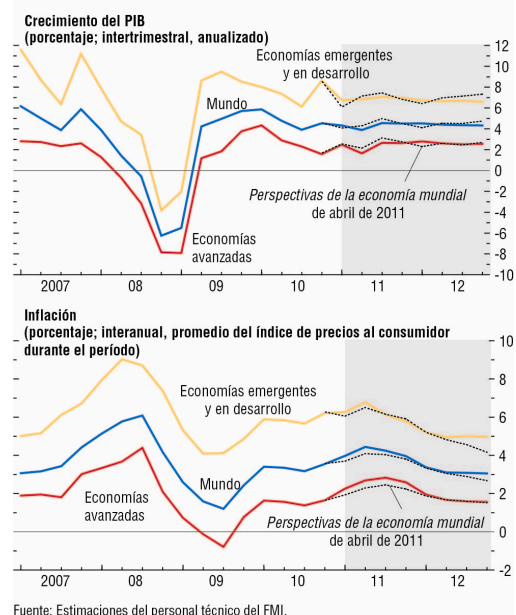 Crecimiento del PIB
(porcentaje; intertrimestral, anualizado)
12
10
8
6
4
2
0
-2
-4
-6
-8
-10
Economías emergentes
y en desarrollo
Mundo
Perspectivas de la economía mundial
de abril de 2011
Economías
avanzadas
2007 08 09 10 11 12
Inflación
(porcentaje; interanual, promedio del índice de precios al consumidor
durante el período)
10
8
6
4
2
0
-2
Economías emergentes
y en desarrollo
Mundo
Economías
avanzadas
Perspectivas de la economía mundial
de abril de 2011
2007 08 09 10 11 12
Fuente: Estimaciones del personal técnico del FMI.